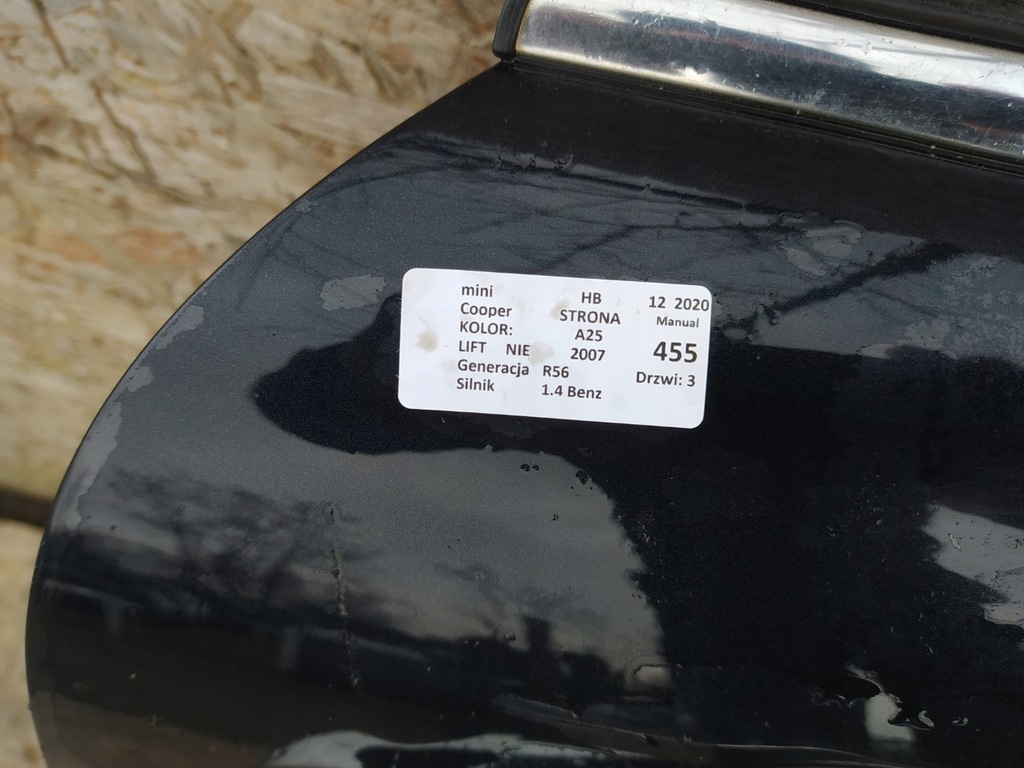 mini HB 12 2020
Cooper STRONA Manual
KOLOR: A25
LIFT NIE 2007 455
Generacja R56 Drzwi: 3
Silnik 1.4 Benz